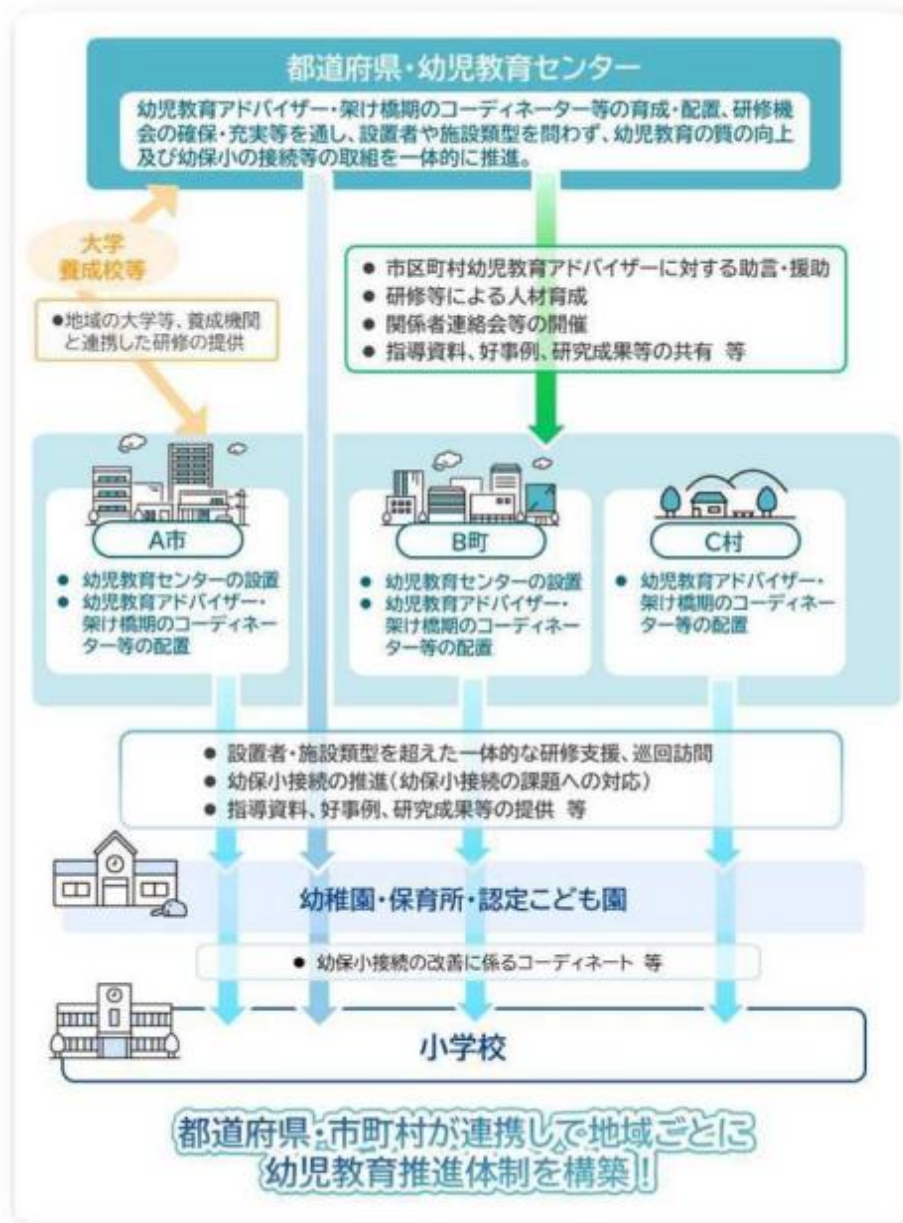 都道府県・幼児教育センター
幼児教育アドバイザー・架け橋期のコーディネーター等の育成・配置、研修機
会の確保・充実等を通し、設置者や施設類型を問わず、幼児教育の質の向上
及び幼保小の接続等の取組を一体的に推進。
大学
養成校等
●地域の大学等、養成機関
と連携した研修の提供
● 市区町村幼児教育アドバイザーに対する助言・援助
● 研修等による人材育成
● 関係者連絡会等の開催
● 指導資料、好事例、研究成果等の共有 等
A市
● 幼児教育センターの設置
● 幼児教育アドバイザー・
架け橋期のコーディネー
ター等の配置
B町
● 幼児教育センターの設置
● 幼児教育アドバイザー・
架け橋期のコーディネー
ター等の配置
C村
● 幼児教育アドバイザー・
架け橋期のコーディネー
ター等の配置
● 設置者・施設類型を超えた一体的な研修支援、巡回訪問
● 幼保小接続の推進(幼保小接続の課題への対応)
● 指導資料、好事例、研究成果等の提供 等
幼稚園・保育所・認定こども園
● 幼保小接続の改善に係るコーディネート 等
小学校
都道府県・市町村が連携して地域ごとに
幼児教育推進体制を構築!